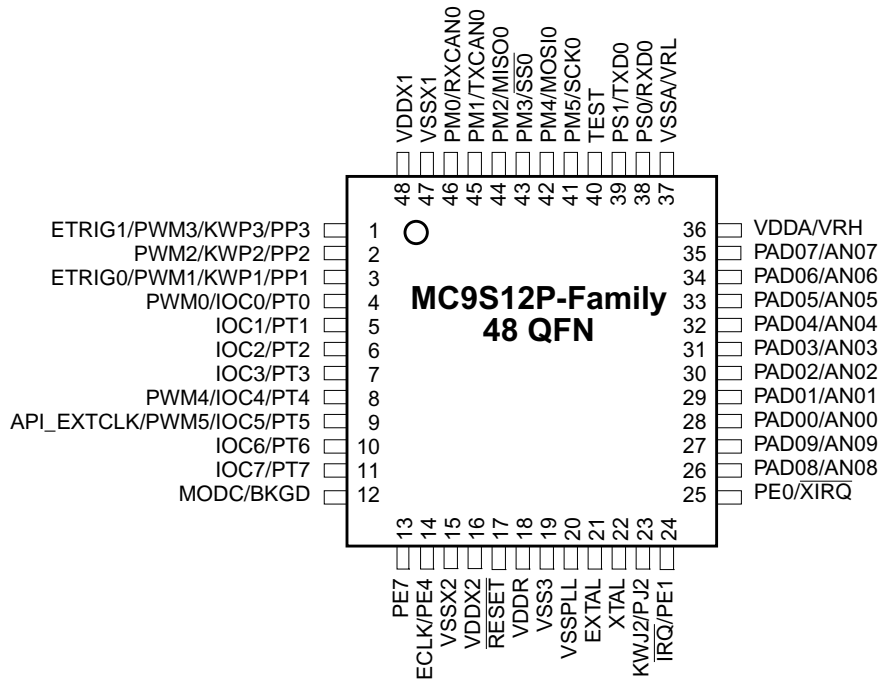 VDDX1
VSSX1
PM0/RXCAN0
PM1/TXCAN0
PM2/MISO0
PM3/SS0
PM4/MOSI0
PM5/SCK0
TEST
PS1/TXD0
PS0/RXD0
VSSA/VRL
48
47
46
45
44
43
42
41
40
39
38
37
ETRIG1/PWM3/KWP3/PP3 1
PWM2/KWP2/PP2 2
ETRIG0/PWM1/KWP1/PP1 3
PWM0/IOC0/PT0 4
IOC1/PT1 5
IOC2/PT2 6
IOC3/PT3 7
PWM4/IOC4/PT4 8
API_EXTCLK/PWM5/IOC5/PT5 9
IOC6/PT6 10
IOC7/PT7 11
MODC/BKGD 12
MC9S12P-Family
48 QFN
36 VDDA/VRH
35 PAD07/AN07
34 PAD06/AN06
33 PAD05/AN05
32 PAD04/AN04
31 PAD03/AN03
30 PAD02/AN02
29 PAD01/AN01
28 PAD00/AN00
27 PAD09/AN09
26 PAD08/AN08
25 PE0/XIRQ
13
14
15
16
17
18
19
20
21
22
23
24
PE7
ECLK/PE4
VSSX2
VDDX2
RESET
VDDR
VSS3
VSSPLL
EXTAL
XTAL
KWJ2/PJ2
IRQ/PE1